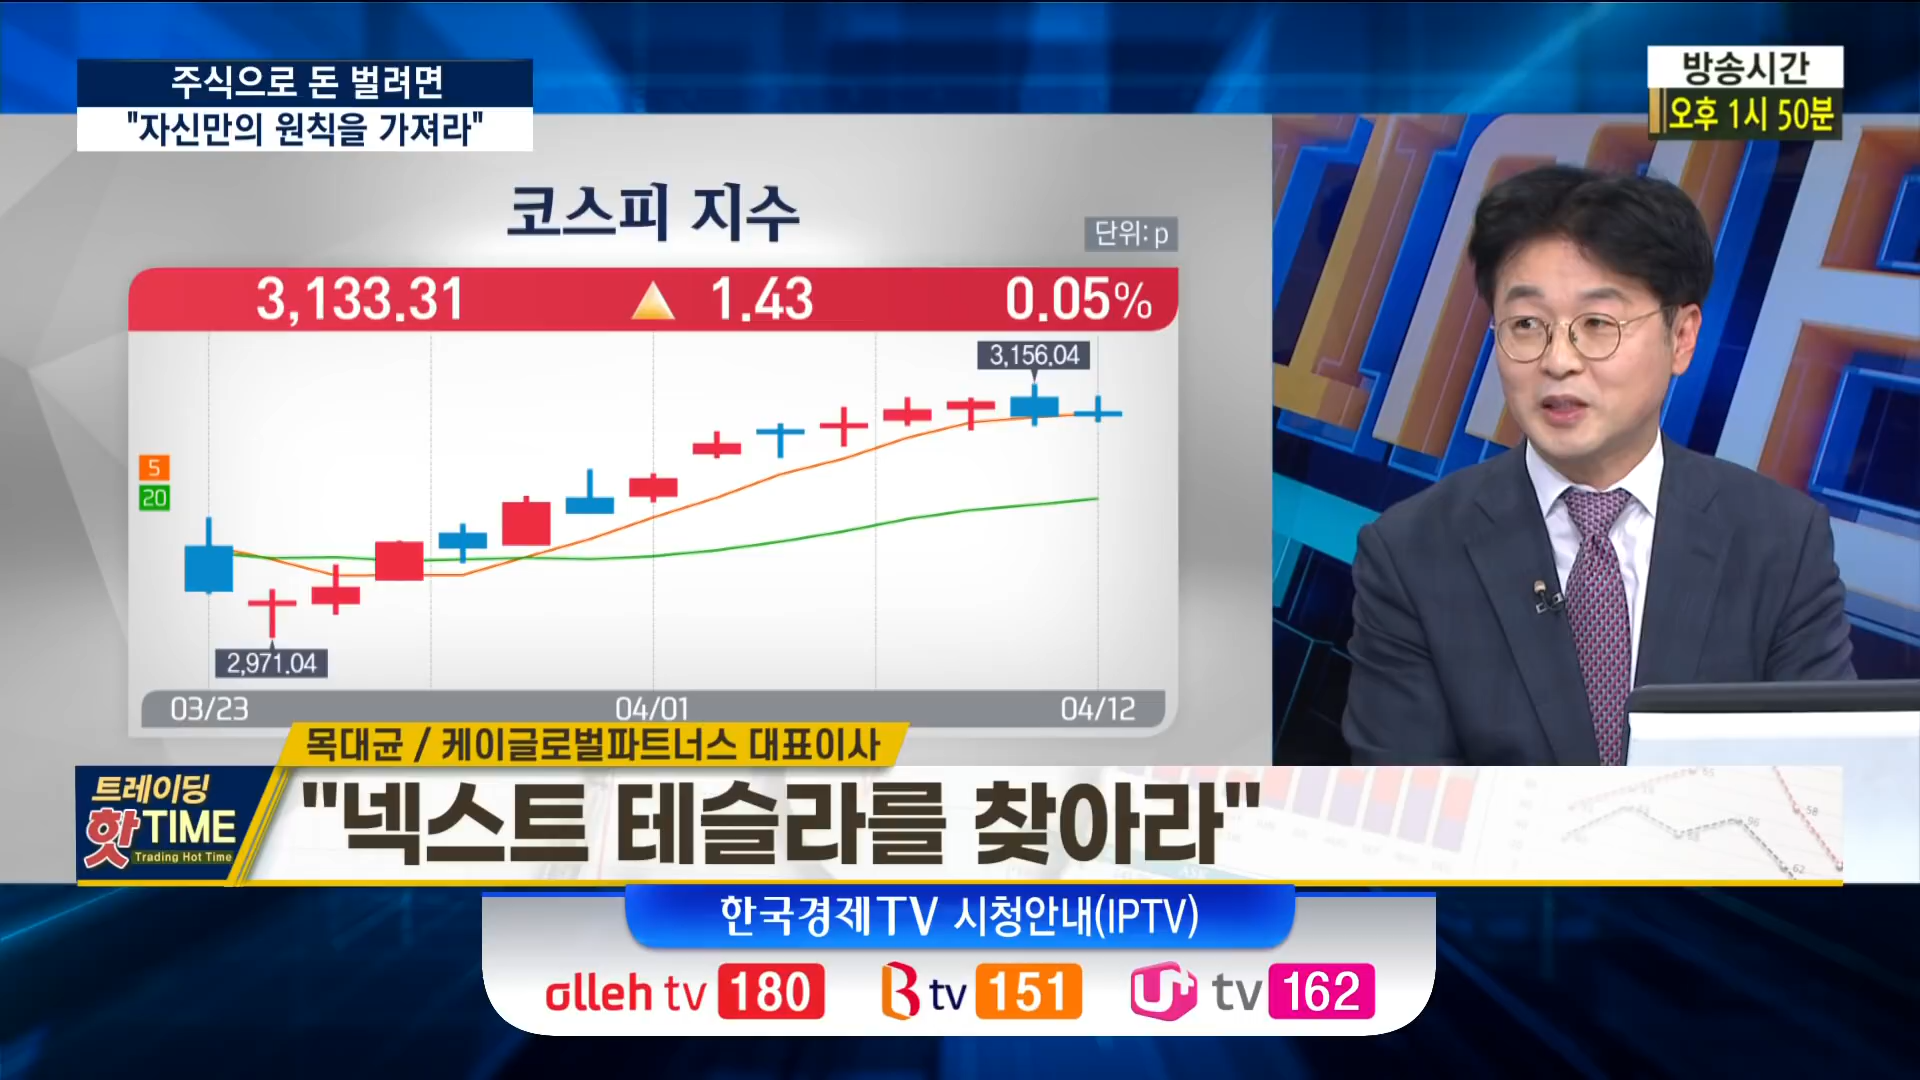 주식으로 돈 벌려면
"자신만의 원칙을 가져라"
방송시간
오후 1시 50분
코스피 지수
단위: p
3,133.31 ▲ 1.43 0.05%
3,156.04
5
20
2,971.04
03/23 04/01 04/12
목대균 / 케이글로벌파트너스 대표이사
트레이딩
핫TIME
Trading Hot Time
"넥스트 테슬라를 찾아라"
한국경제TV 시청안내(IPTV)
olleh tv 180 B tv 151 U+ tv 162